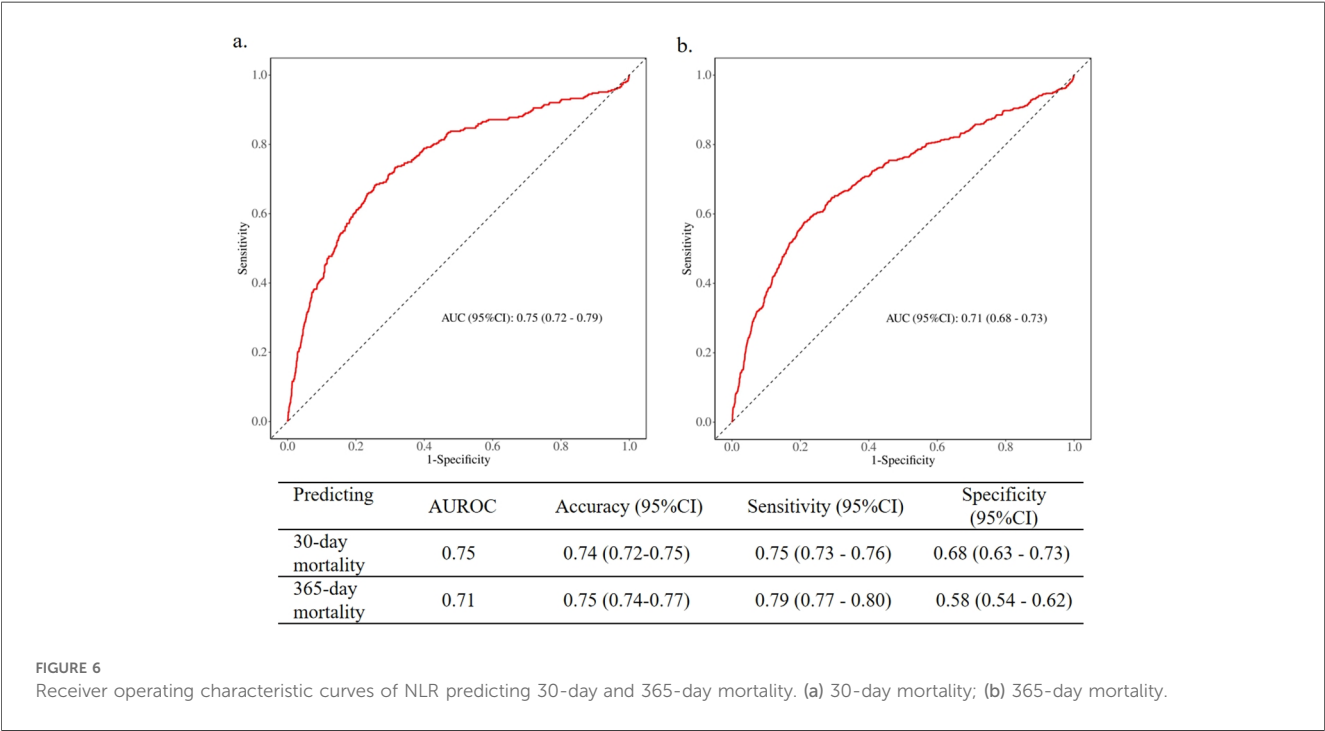 a.
b.
1.0
0.8
0.6
0.4
0.2
0.0
Sensitivity
AUC (95%CI): 0.75 (0.72 - 0.79)
0.0 0.2 0.4 0.6 0.8 1.0
1-Specificity
1.0
0.8
0.6
0.4
0.2
0.0
Sensitivity
AUC (95%CI): 0.71 (0.68 - 0.73)
0.0 0.2 0.4 0.6 0.8 1.0
1-Specificity
Predicting AUROC Accuracy (95%CI) Sensitivity (95%CI) Specificity
(95%CI)
30-day
mortality 0.75 0.74 (0.72-0.75) 0.75 (0.73 - 0.76) 0.68 (0.63 - 0.73)
365-day
mortality 0.71 0.75 (0.74-0.77) 0.79 (0.77 - 0.80) 0.58 (0.54 - 0.62)
FIGURE 6
Receiver operating characteristic curves of NLR predicting 30-day and 365-day mortality. (a) 30-day mortality; (b) 365-day mortality.